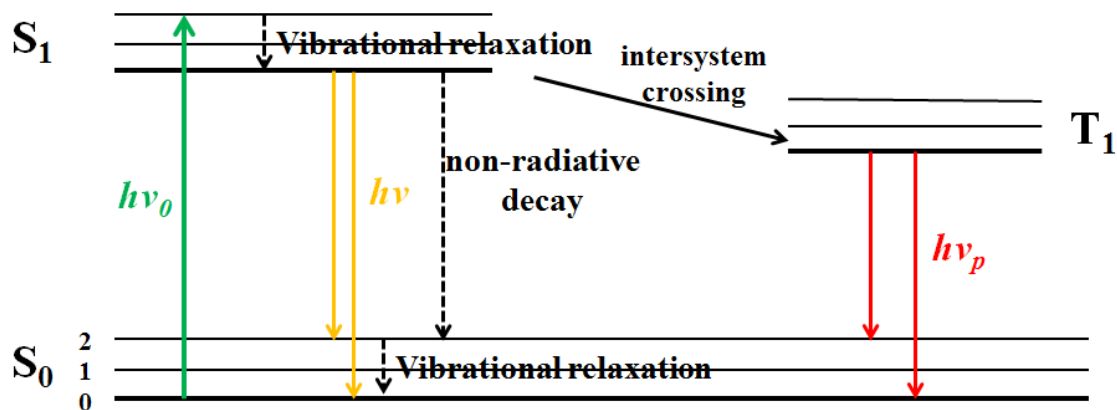 S1
Vibrational relaxation
intersystem
crossing
T1
hv0
hv
non-radiative
decay
hvp
S0
2
1
0
Vibrational relaxation